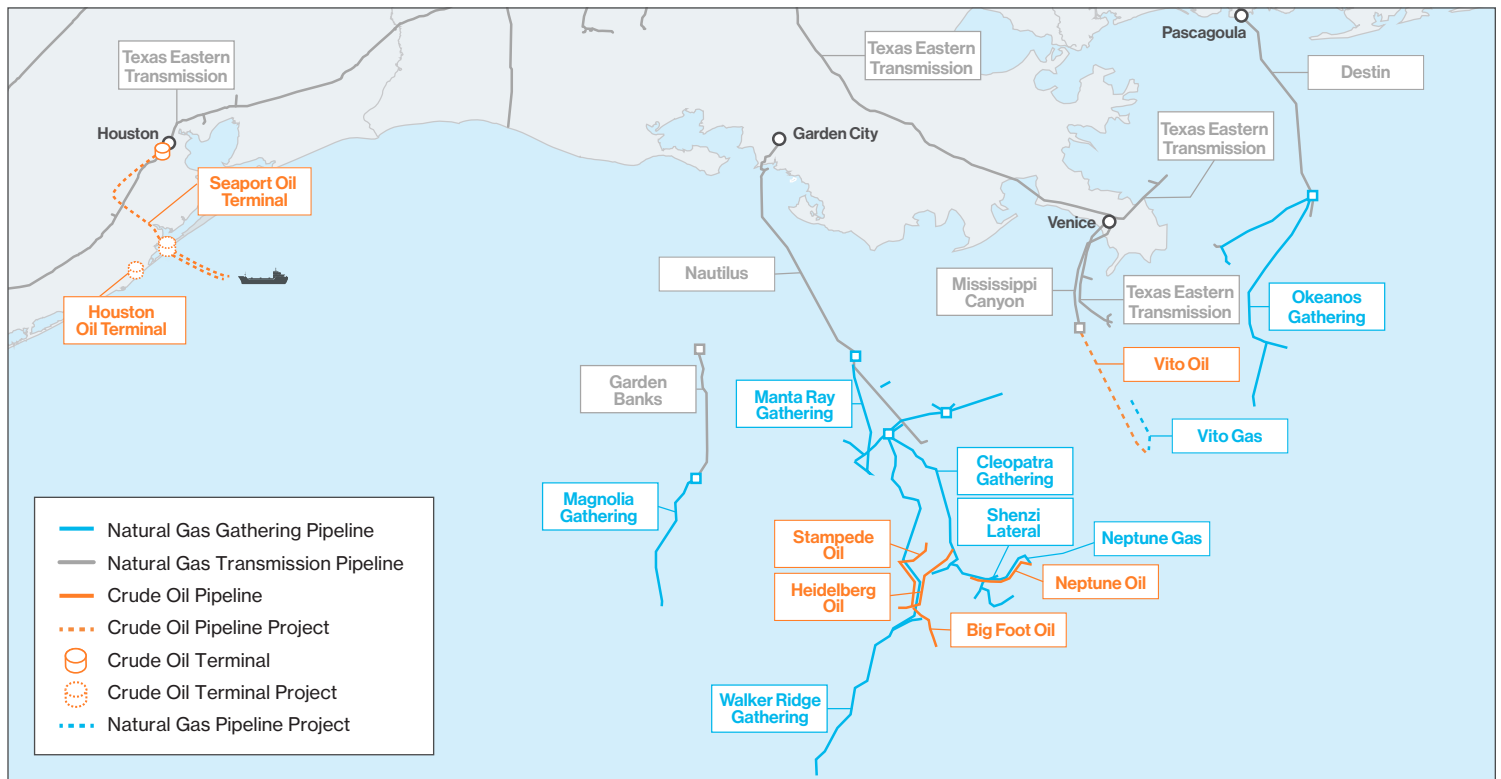 Texas Eastern
Transmission
Houston
Seaport Oil
Terminal
Houston
Oil Terminal
Garden City
Texas Eastern
Transmission
Pascagoula
Destin
Texas Eastern
Transmission
Venice
Nautilus
Mississippi
Canyon
Texas Eastern
Transmission
Okeanos
Gathering
Vito Oil
Vito Gas
Garden
Banks
Manta Ray
Gathering
Magnolia
Gathering
Cleopatra
Gathering
Shenzi
Lateral
Neptune Gas
Stampede
Oil
Heidelberg
Oil
Neptune Oil
Big Foot Oil
Walker Ridge
Gathering
Natural Gas Gathering Pipeline
Natural Gas Transmission Pipeline
Crude Oil Pipeline
Crude Oil Pipeline Project
Crude Oil Terminal
Crude Oil Terminal Project
Natural Gas Pipeline Project